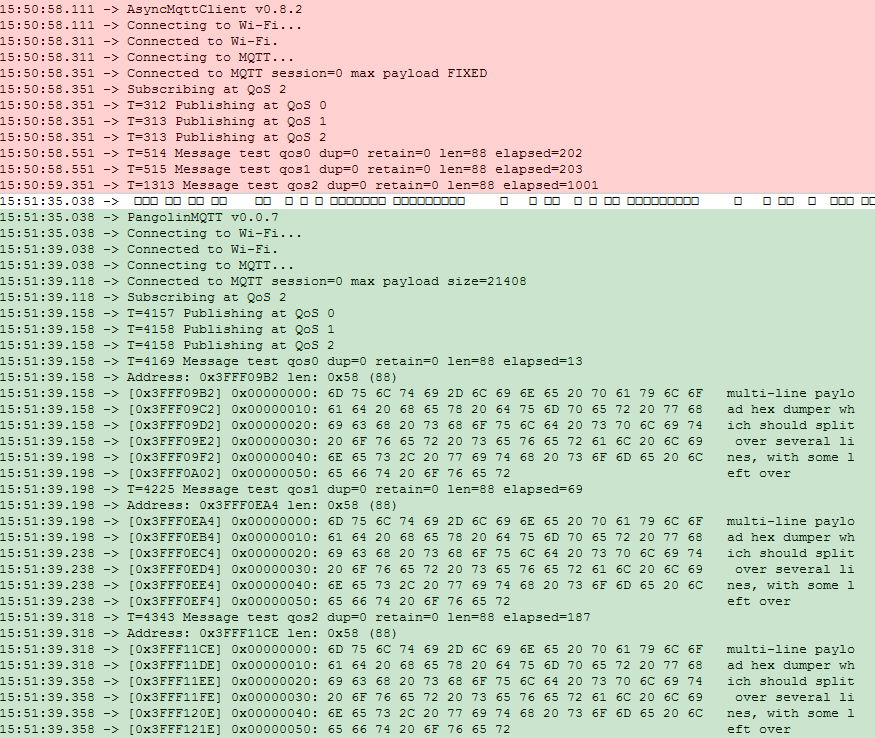 15:50:58.111 -> AsyncMqttClient v0.8.2
15:50:58.111 -> Connecting to Wi-Fi...
15:50:58.311 -> Connected to Wi-Fi.
15:50:58.311 -> Connecting to MQTT...
15:50:58.351 -> Connected to MQTT session=0 max payload FIXED
15:50:58.351 -> Subscribing at QoS 2
15:50:58.351 -> T=312 Publishing at QoS 0
15:50:58.351 -> T=313 Publishing at QoS 1
15:50:58.351 -> T=313 Publishing at QoS 2
15:50:58.551 -> T=514 Message test qos0 dup=0 retain=0 len=88 elapsed=202
15:50:58.551 -> T=515 Message test qos1 dup=0 retain=0 len=88 elapsed=203
15:50:59.351 -> T=1313 Message test qos2 dup=0 retain=0 len=88 elapsed=1001
15:51:35.038 ->
15:51:35.038 -> PangolinMQTT v0.0.7
15:51:35.038 -> Connecting to Wi-Fi...
15:51:39.038 -> Connected to Wi-Fi.
15:51:39.038 -> Connecting to MQTT...
15:51:39.118 -> Connected to MQTT session=0 max payload size=21408
15:51:39.118 -> Subscribing at QoS 2
15:51:39.158 -> T=4157 Publishing at QoS 0
15:51:39.158 -> T=4158 Publishing at QoS 1
15:51:39.158 -> T=4158 Publishing at QoS 2
15:51:39.158 -> T=4169 Message test qos0 dup=0 retain=0 len=88 elapsed=13
15:51:39.158 -> Address: 0x3FFF09B2 len: 0x58 (88)
15:51:39.158 -> [0x3FFF09B2] 0x00000000: 6D 75 6C 74 69 2D 6C 69 6E 65 20 70 61 79 6C 6F multi-line paylo
15:51:39.158 -> [0x3FFF09C2] 0x00000010: 61 64 20 68 65 78 20 64 75 6D 70 65 72 20 77 68 ad hex dumper wh
15:51:39.158 -> [0x3FFF09D2] 0x00000020: 69 63 68 20 73 68 6F 75 6C 64 20 73 70 6C 69 74 ich should split
15:51:39.158 -> [0x3FFF09E2] 0x00000030: 20 6F 76 65 72 20 73 65 76 65 72 61 6C 20 6C 69 over several li
15:51:39.198 -> [0x3FFF09F2] 0x00000040: 6E 65 73 2C 20 77 69 74 68 20 73 6F 6D 65 20 6C nes, with some l
15:51:39.198 -> [0x3FFF0A02] 0x00000050: 65 66 74 20 6F 76 65 72 eft over
15:51:39.198 -> T=4225 Message test qos1 dup=0 retain=0 len=88 elapsed=69
15:51:39.198 -> Address: 0x3FFF0EA4 len: 0x58 (88)
15:51:39.198 -> [0x3FFF0EA4] 0x00000000: 6D 75 6C 74 69 2D 6C 69 6E 65 20 70 61 79 6C 6F multi-line paylo
15:51:39.198 -> [0x3FFF0EB4] 0x00000010: 61 64 20 68 65 78 20 64 75 6D 70 65 72 20 77 68 ad hex dumper wh
15:51:39.238 -> [0x3FFF0EC4] 0x00000020: 69 63 68 20 73 68 6F 75 6C 64 20 73 70 6C 69 74 ich should split
15:51:39.238 -> [0x3FFF0ED4] 0x00000030: 20 6F 76 65 72 20 73 65 76 65 72 61 6C 20 6C 69 over several li
15:51:39.238 -> [0x3FFF0EE4] 0x00000040: 6E 65 73 2C 20 77 69 74 68 20 73 6F 6D 65 20 6C nes, with some l
15:51:39.238 -> [0x3FFF0EF4] 0x00000050: 65 66 74 20 6F 76 65 72 eft over
15:51:39.318 -> T=4343 Message test qos2 dup=0 retain=0 len=88 elapsed=187
15:51:39.318 -> Address: 0x3FFF11CE len: 0x58 (88)
15:51:39.318 -> [0x3FFF11CE] 0x00000000: 6D 75 6C 74 69 2D 6C 69 6E 65 20 70 61 79 6C 6F multi-line paylo
15:51:39.318 -> [0x3FFF11DE] 0x00000010: 61 64 20 68 65 78 20 64 75 6D 70 65 72 20 77 68 ad hex dumper wh
15:51:39.358 -> [0x3FFF11EE] 0x00000020: 69 63 68 20 73 68 6F 75 6C 64 20 73 70 6C 69 74 ich should split
15:51:39.358 -> [0x3FFF11FE] 0x00000030: 20 6F 76 65 72 20 73 65 76 65 72 61 6C 20 6C 69 over several li
15:51:39.358 -> [0x3FFF120E] 0x00000040: 6E 65 73 2C 20 77 69 74 68 20 73 6F 6D 65 20 6C nes, with some l
15:51:39.358 -> [0x3FFF121E] 0x00000050: 65 66 74 20 6F 76 65 72 eft over